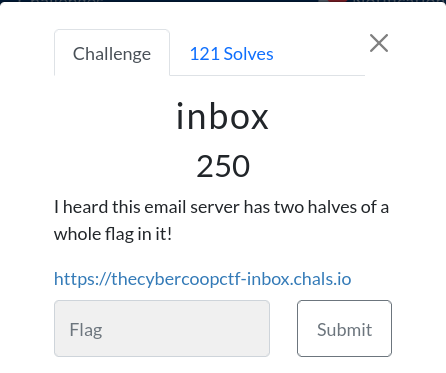 Challenge
121 Solves
inbox
250
I heard this email server has two halves of a
whole flag in it!
https://thecybercoopctf-inbox.chals.io
Flag
Submit